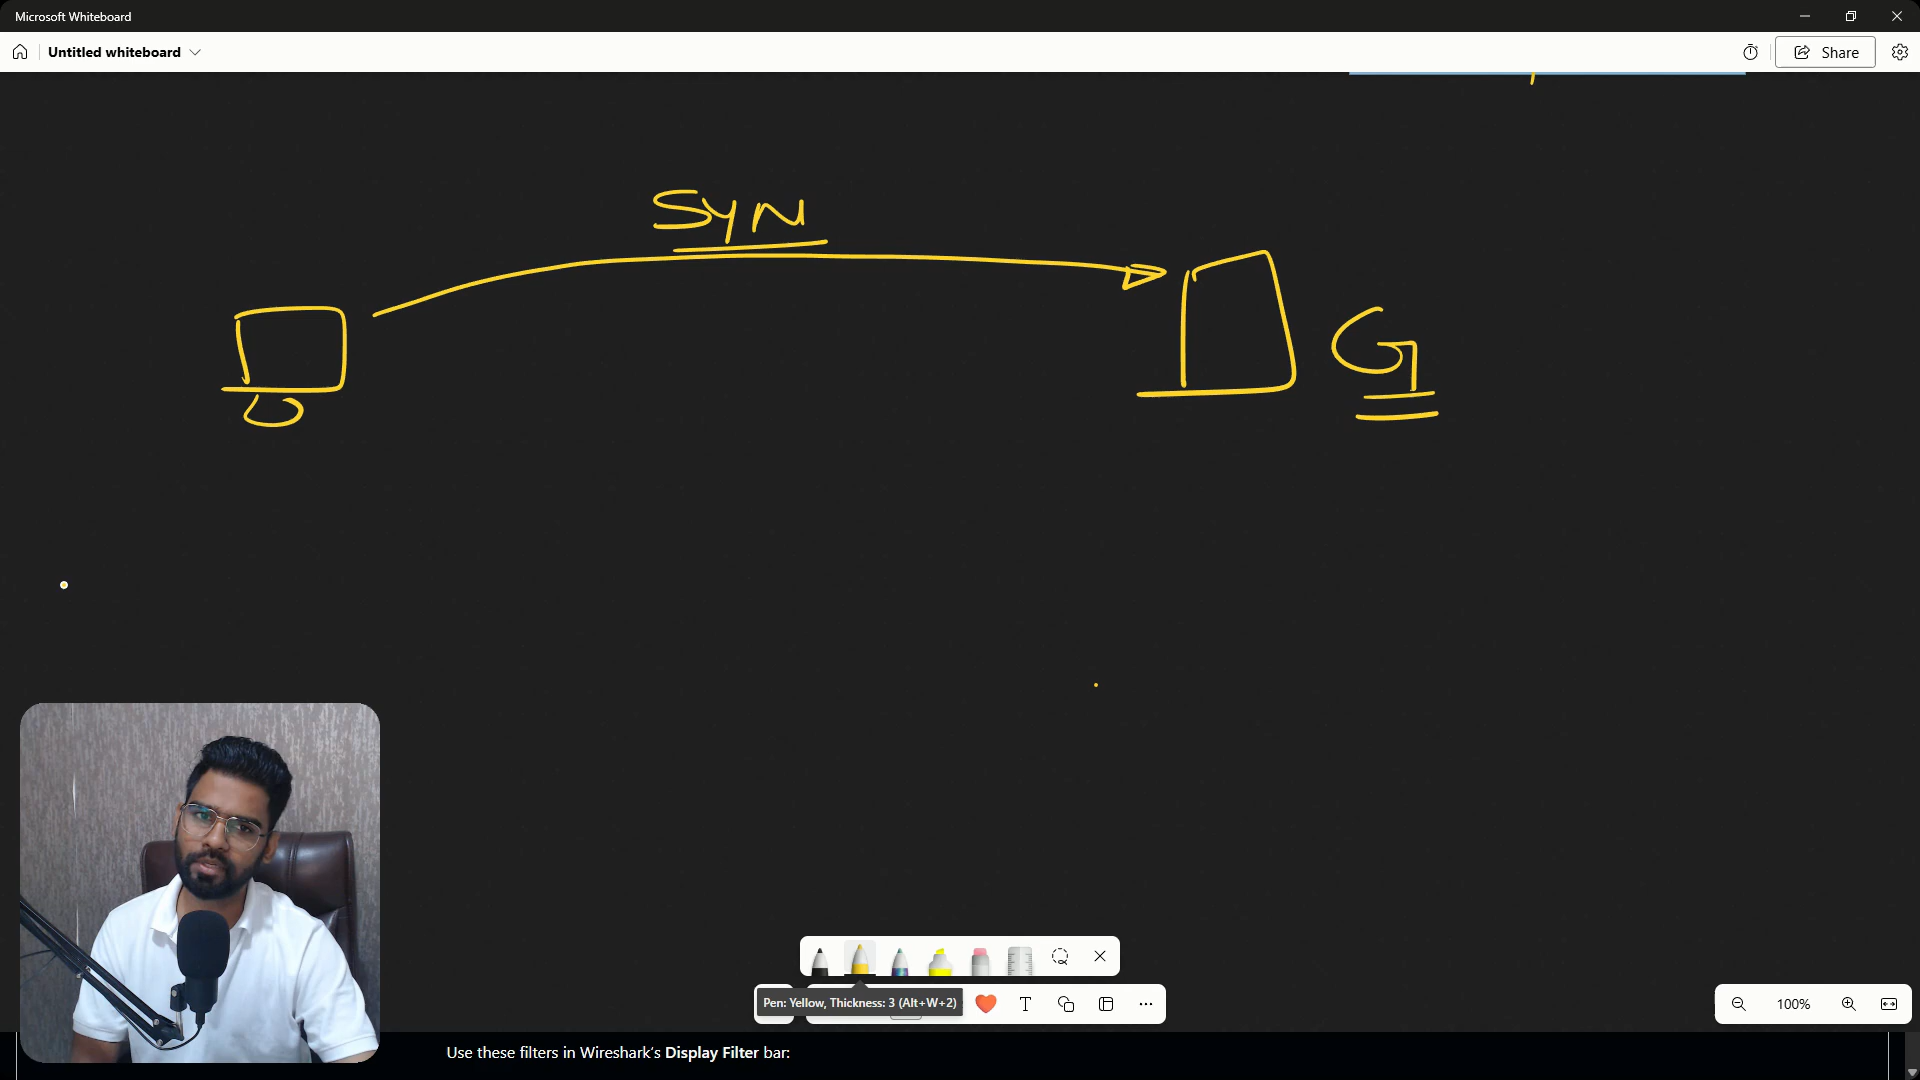 Microsoft Whiteboard
Untitled whiteboard
Share
SYN
G
Pen: Yellow, Thickness: 3 (Alt+W+2)
T
100%
Use these filters in Wireshark's Display Filter bar: